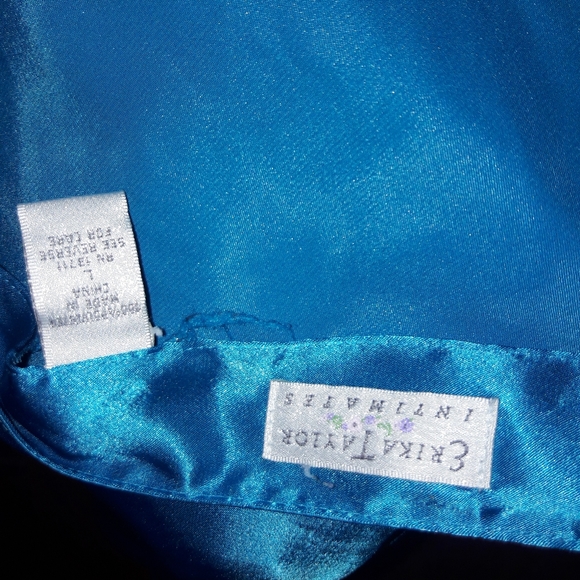 ERIKA TAYLOR
INTIMATES
100% POLYESTER
MADE IN
CHINA
L
RN 13711
SEE REVERSE
FOR CARE